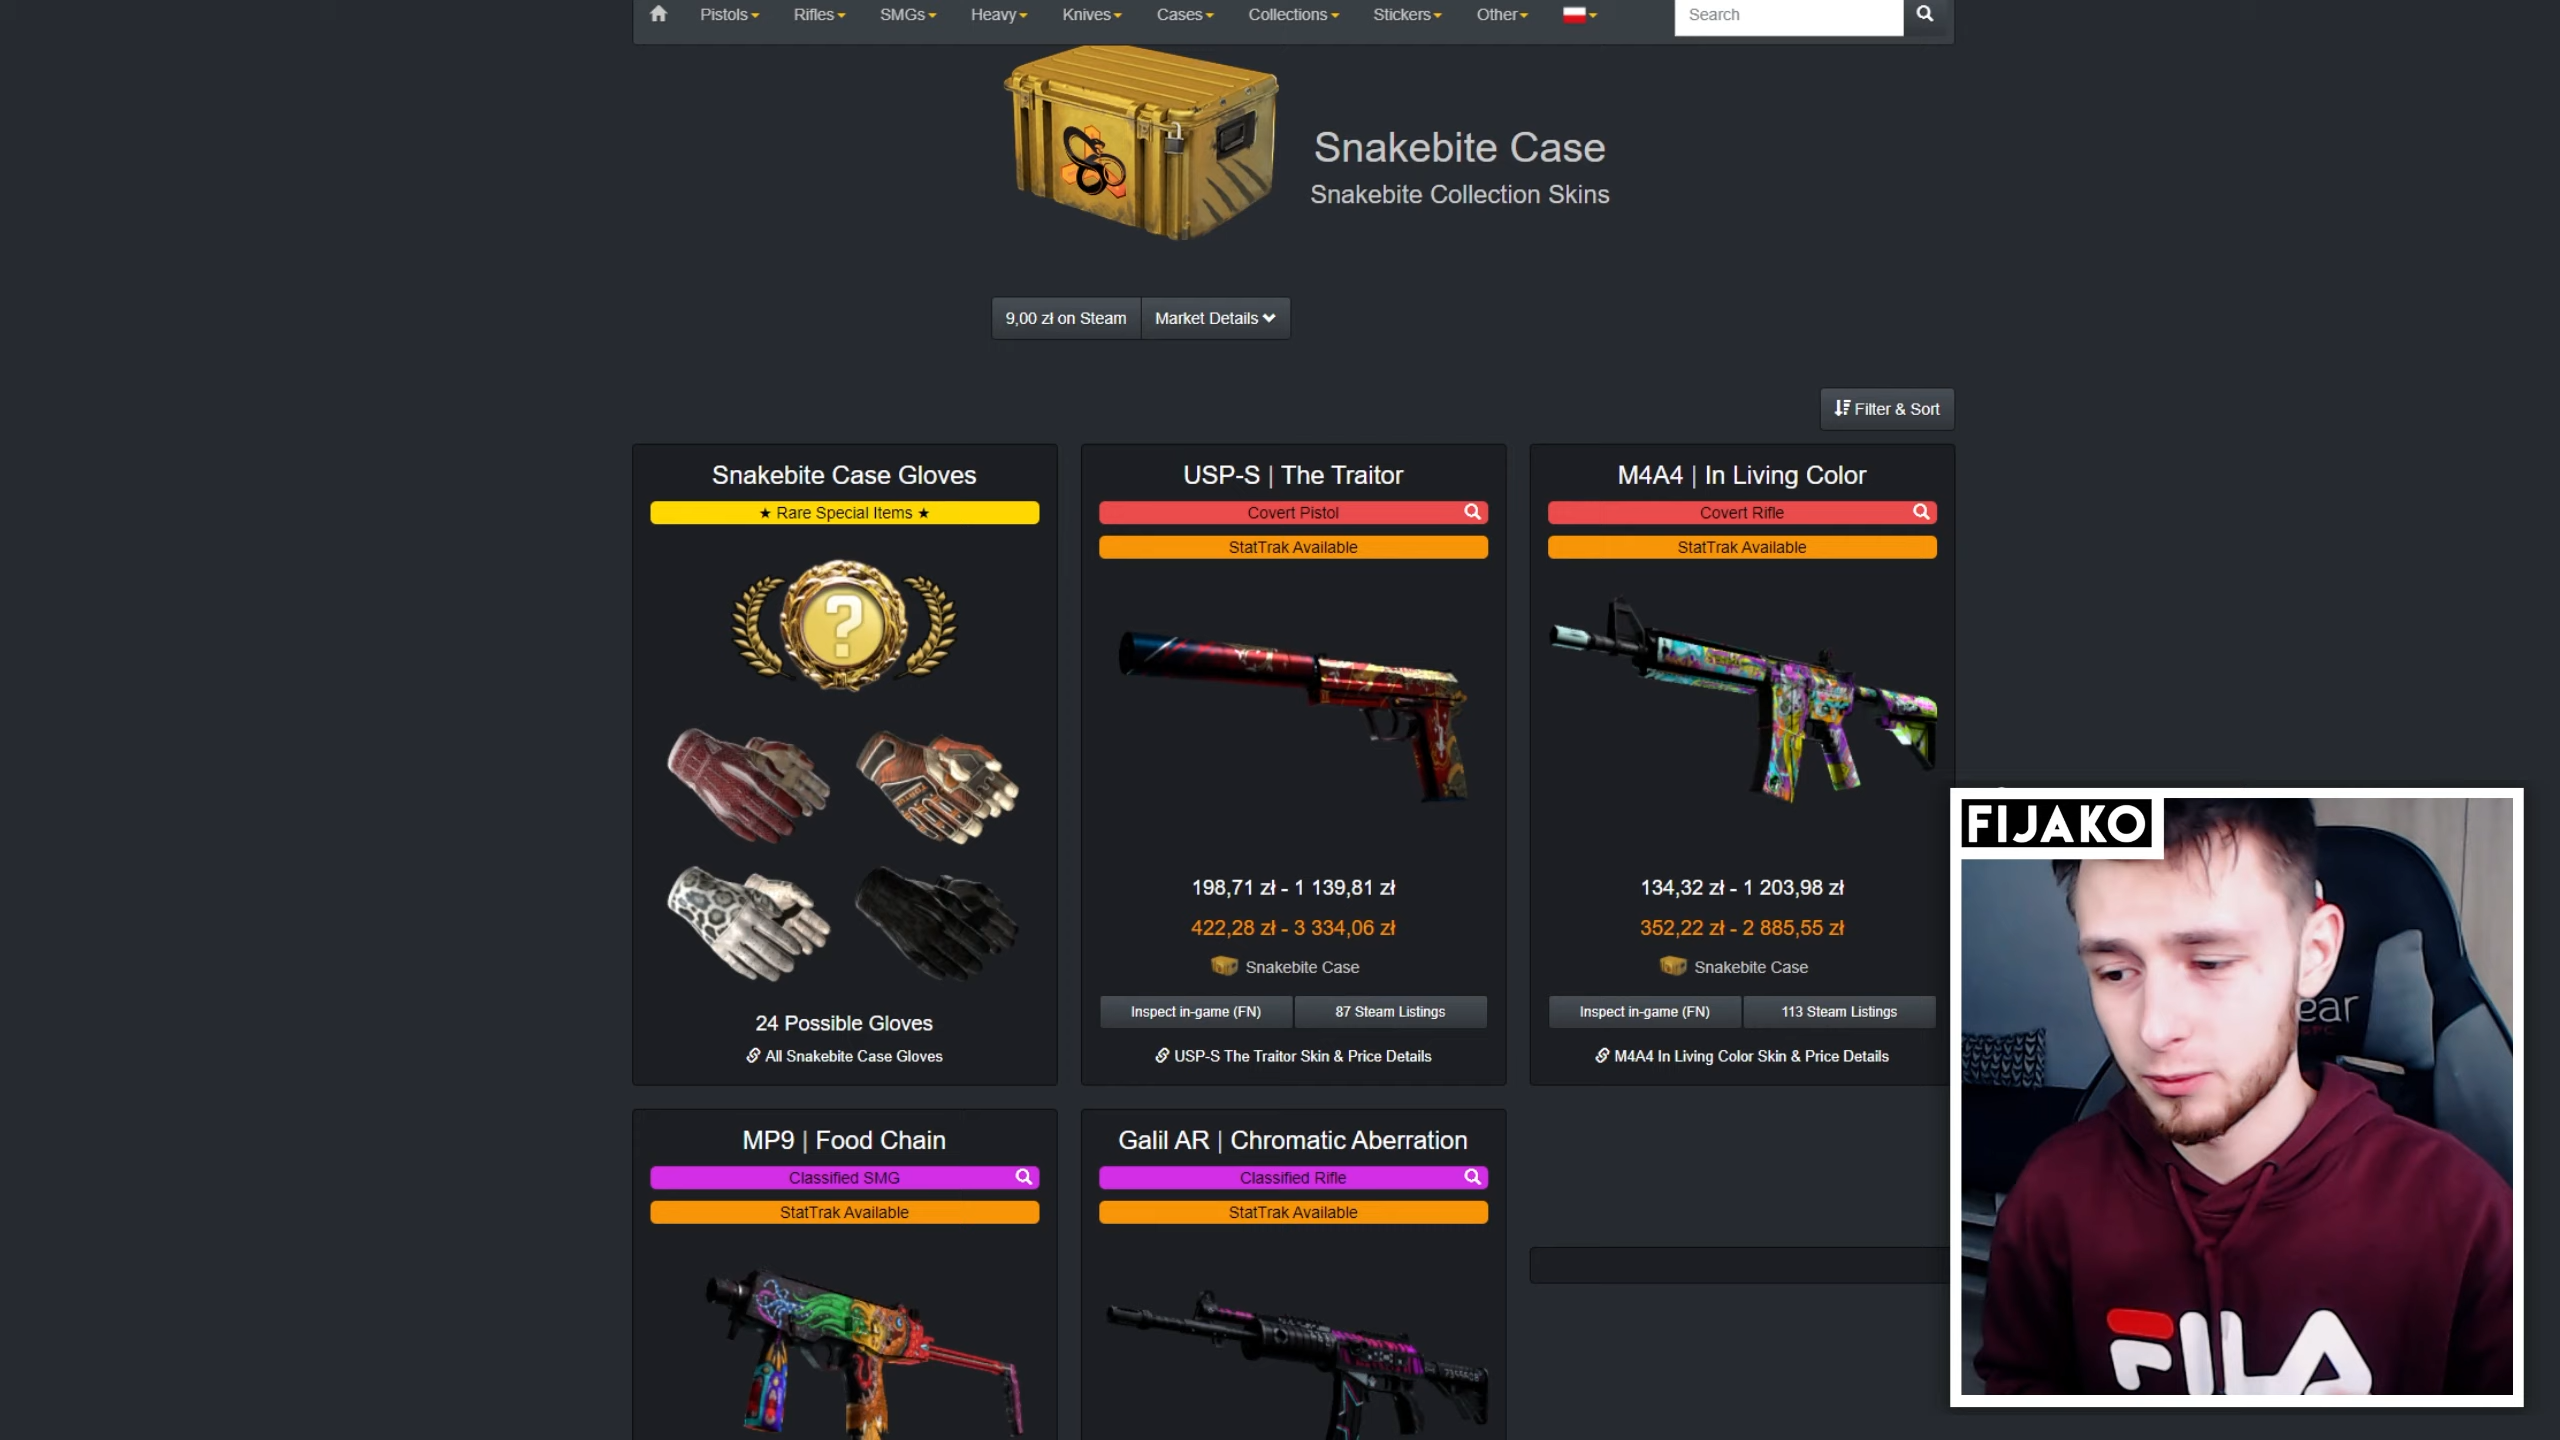 Pistols Rifles SMGs Heavy Knives Cases Collections Stickers Other Search
Snakebite Case
Snakebite Collection Skins
9,00 zł on Steam Market Details
Filter & Sort
Snakebite Case Gloves
★ Rare Special Items ★
?
24 Possible Gloves
All Snakebite Case Gloves
USP-S | The Traitor
Covert Pistol
StatTrak Available
198,71 zł - 1 139,81 zł
422,28 zł - 3 334,06 zł
Snakebite Case
Inspect in-game (FN) 87 Steam Listings
USP-S The Traitor Skin & Price Details
M4A4 | In Living Color
Covert Rifle
StatTrak Available
134,32 zł - 1 203,98 zł
352,22 zł - 2 885,55 zł
Snakebite Case
Inspect in-game (FN) 113 Steam Listings
M4A4 In Living Color Skin & Price Details
MP9 | Food Chain
Classified SMG
StatTrak Available
Galil AR | Chromatic Aberration
Classified Rifle
StatTrak Available
FIJAKO
ear
FILA